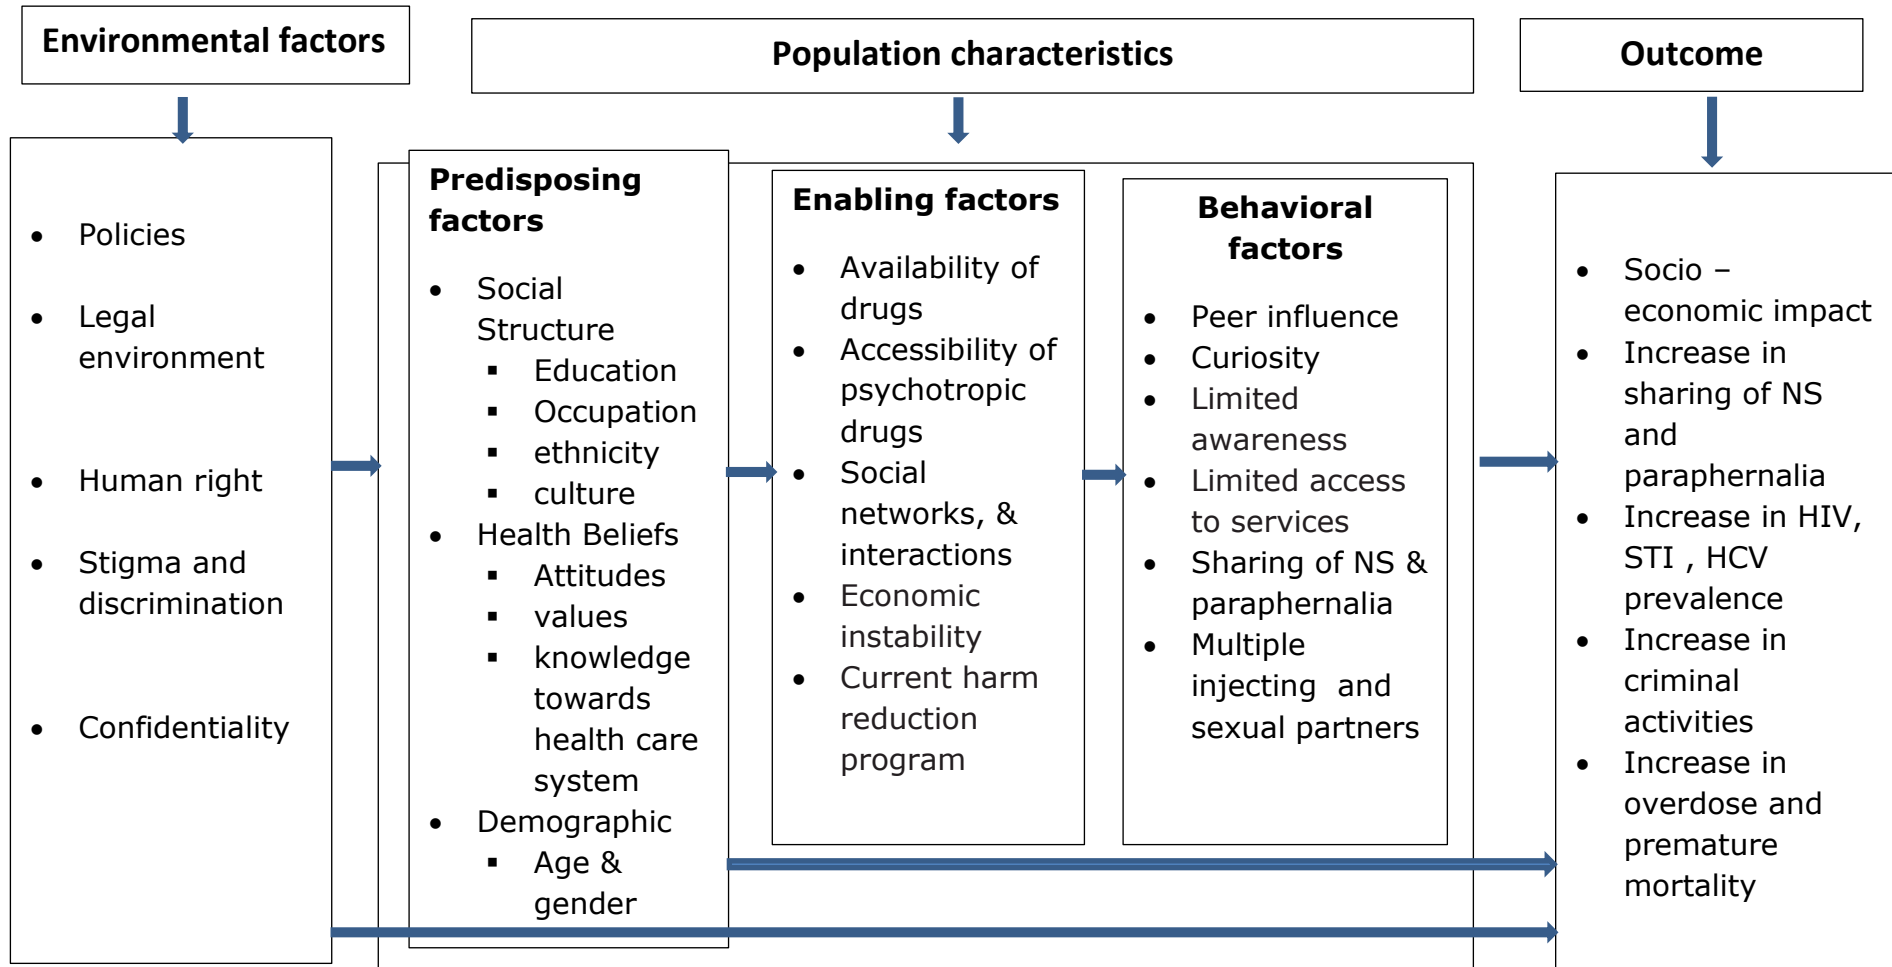 Environmental factors
Population characteristics
Outcome
• Policies
• Legal
environment
• Human right
• Stigma and
discrimination
• Confidentiality
Predisposing
factors
• Social
Structure
▪ Education
▪ Occupation
▪ ethnicity
▪ culture
• Health Beliefs
▪ Attitudes
▪ values
▪ knowledge
towards
health care
system
• Demographic
▪ Age &
gender
Enabling factors
• Availability of
drugs
• Accessibility of
psychotropic
drugs
• Social
networks, &
interactions
• Economic
instability
• Current harm
reduction
program
Behavioral
factors
• Peer influence
• Curiosity
• Limited
awareness
• Limited access
to services
• Sharing of NS &
paraphernalia
• Multiple
injecting and
sexual partners
• Socio –
economic impact
• Increase in
sharing of NS
and
paraphernalia
• Increase in HIV,
STI , HCV
prevalence
• Increase in
criminal
activities
• Increase in
overdose and
premature
mortality